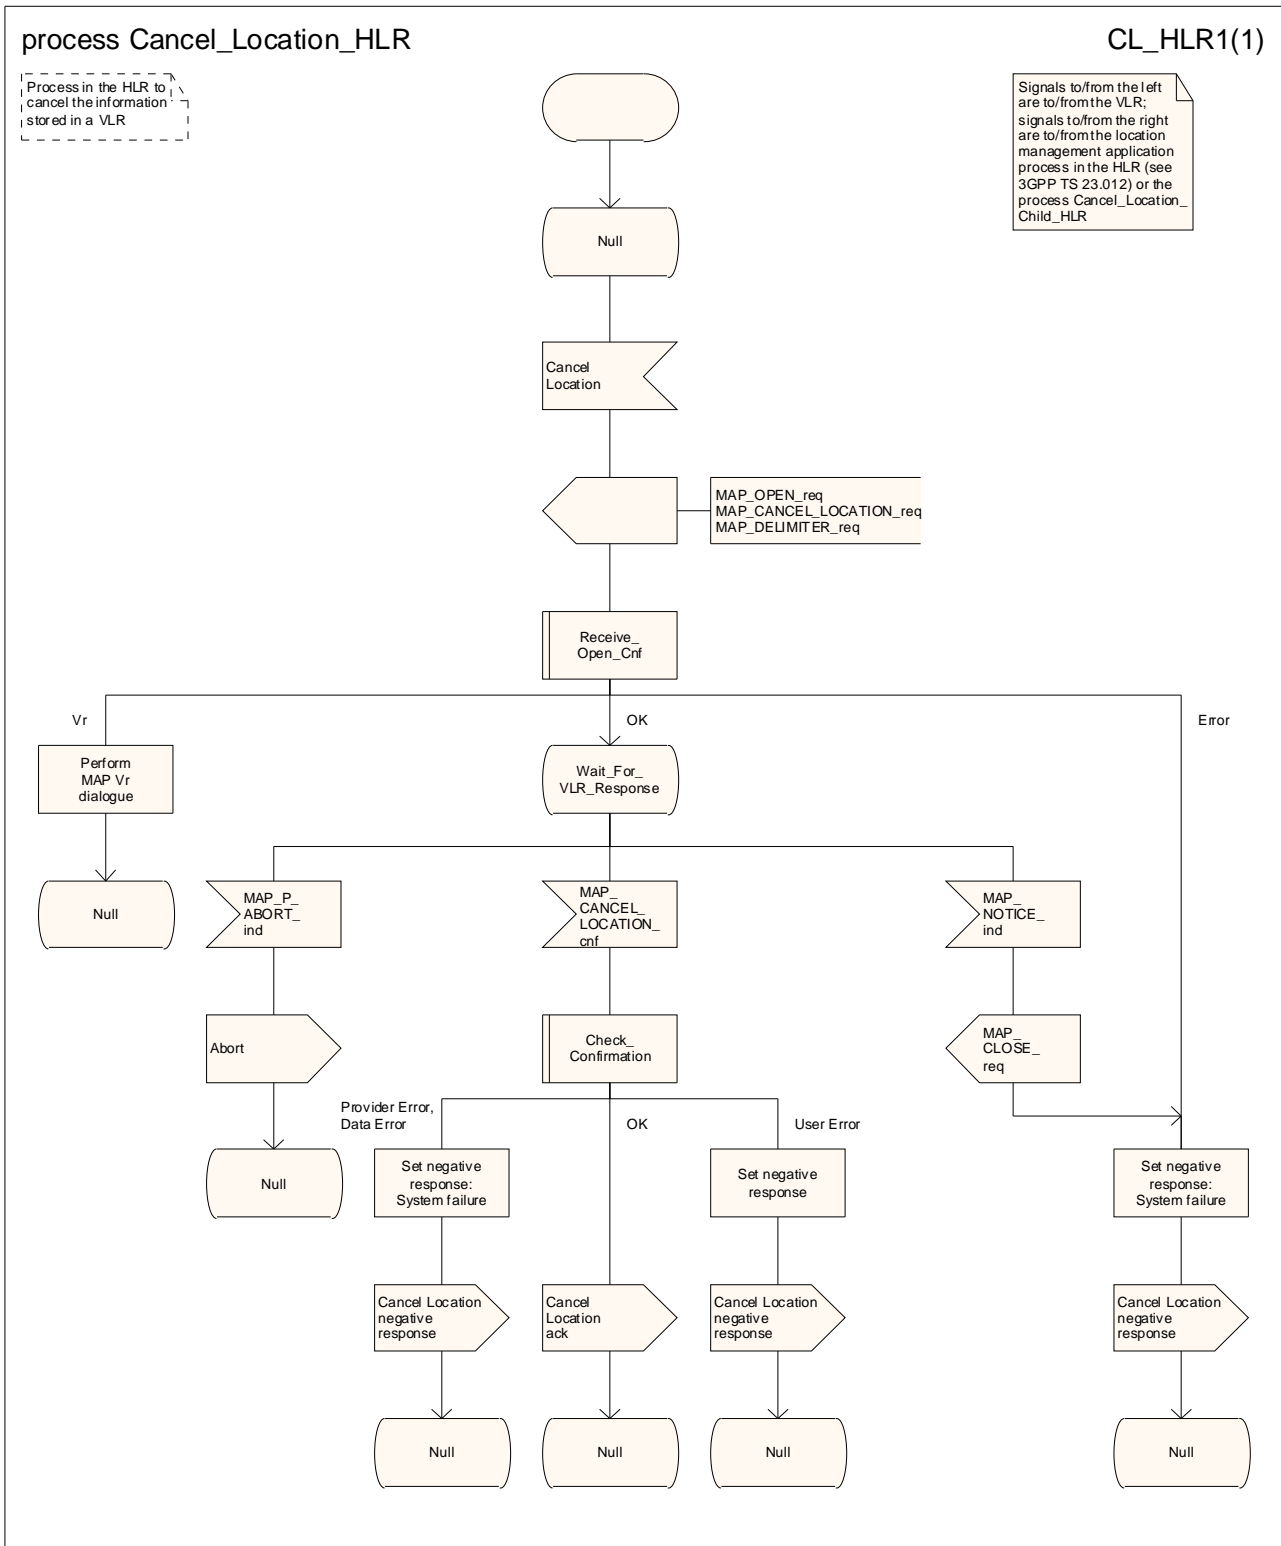 process Cancel_Location_HLR
CL_HLR1(1)
Process in the HLR to
cancel the information
stored in a VLR
Signals to/from the left
are to/from the VLR;
signals to/from the right
are to/from the location
management application
process in the HLR (see
3GPP TS 23.012) or the
process Cancel_Location_
Child_HLR
Null
Cancel
Location
MAP_OPEN_req
MAP_CANCEL_LOCATION_req
MAP_DELIMITER_req
Receive_
Open_Cnf
Vr
OK
Error
Perform
MAP Vr
dialogue
Wait_For_
VLR_Response
Null
MAP_P_
ABORT_
ind
MAP_
CANCEL_
LOCATION_
cnf
MAP_
NOTICE_
ind
Abort
Check_
Confirmation
MAP_
CLOSE_
req
Provider Error,
Data Error
OK
User Error
Null
Set negative
response:
System failure
Set negative
response
Set negative
response:
System failure
Cancel Location
negative
response
Cancel
Location
ack
Cancel Location
negative
response
Cancel Location
negative
response
Null
Null
Null
Null